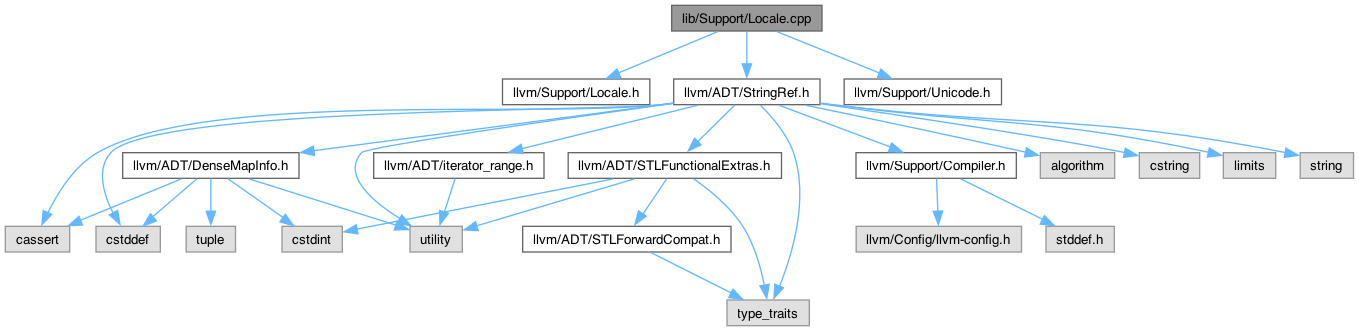 lib/Support/Locale.cpp
llvm/Support/Locale.h
llvm/ADT/StringRef.h
llvm/Support/Unicode.h
llvm/ADT/DenseMapInfo.h
llvm/ADT/iterator_range.h
llvm/ADT/STLFunctionalExtras.h
llvm/Support/Compiler.h
algorithm
cstring
limits
string
cassert
cstddef
tuple
cstdint
utility
llvm/ADT/STLForwardCompat.h
llvm/Config/llvm-config.h
stddef.h
type_traits